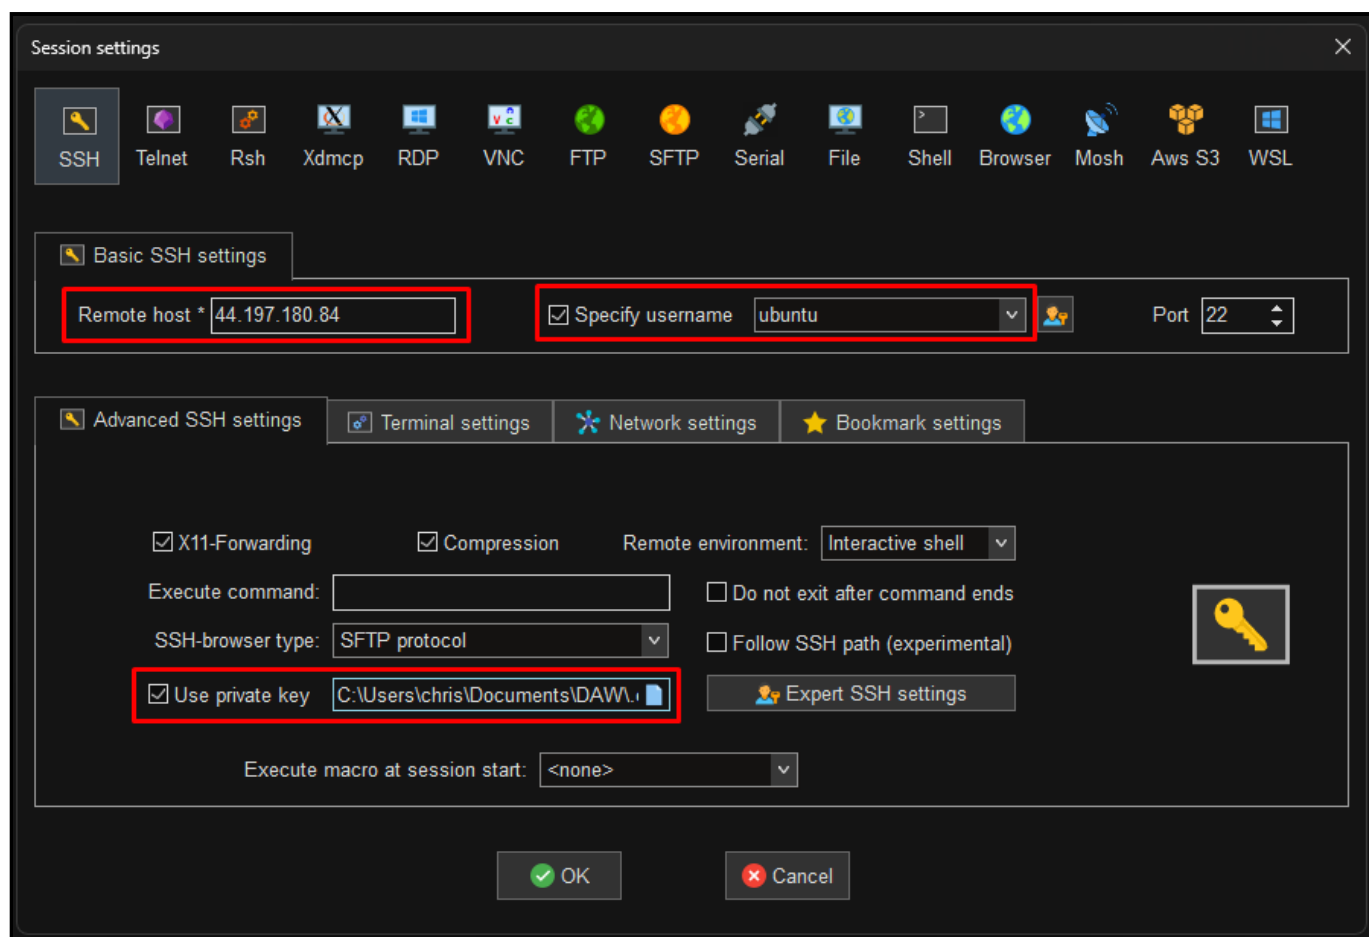 Session settings
SSH Telnet Rsh Xdmcp RDP VNC FTP SFTP Serial File Shell Browser Mosh Aws S3 WSL
Basic SSH settings
Remote host * 44.197.180.84 Specify username ubuntu Port 22
Advanced SSH settings Terminal settings Network settings Bookmark settings
X11-Forwarding Compression Remote environment: Interactive shell
Execute command: Do not exit after command ends
SSH-browser type: SFTP protocol Follow SSH path (experimental)
Use private key C:\Users\chris\Documents\DAW\. Expert SSH settings
Execute macro at session start: <none>
OK Cancel